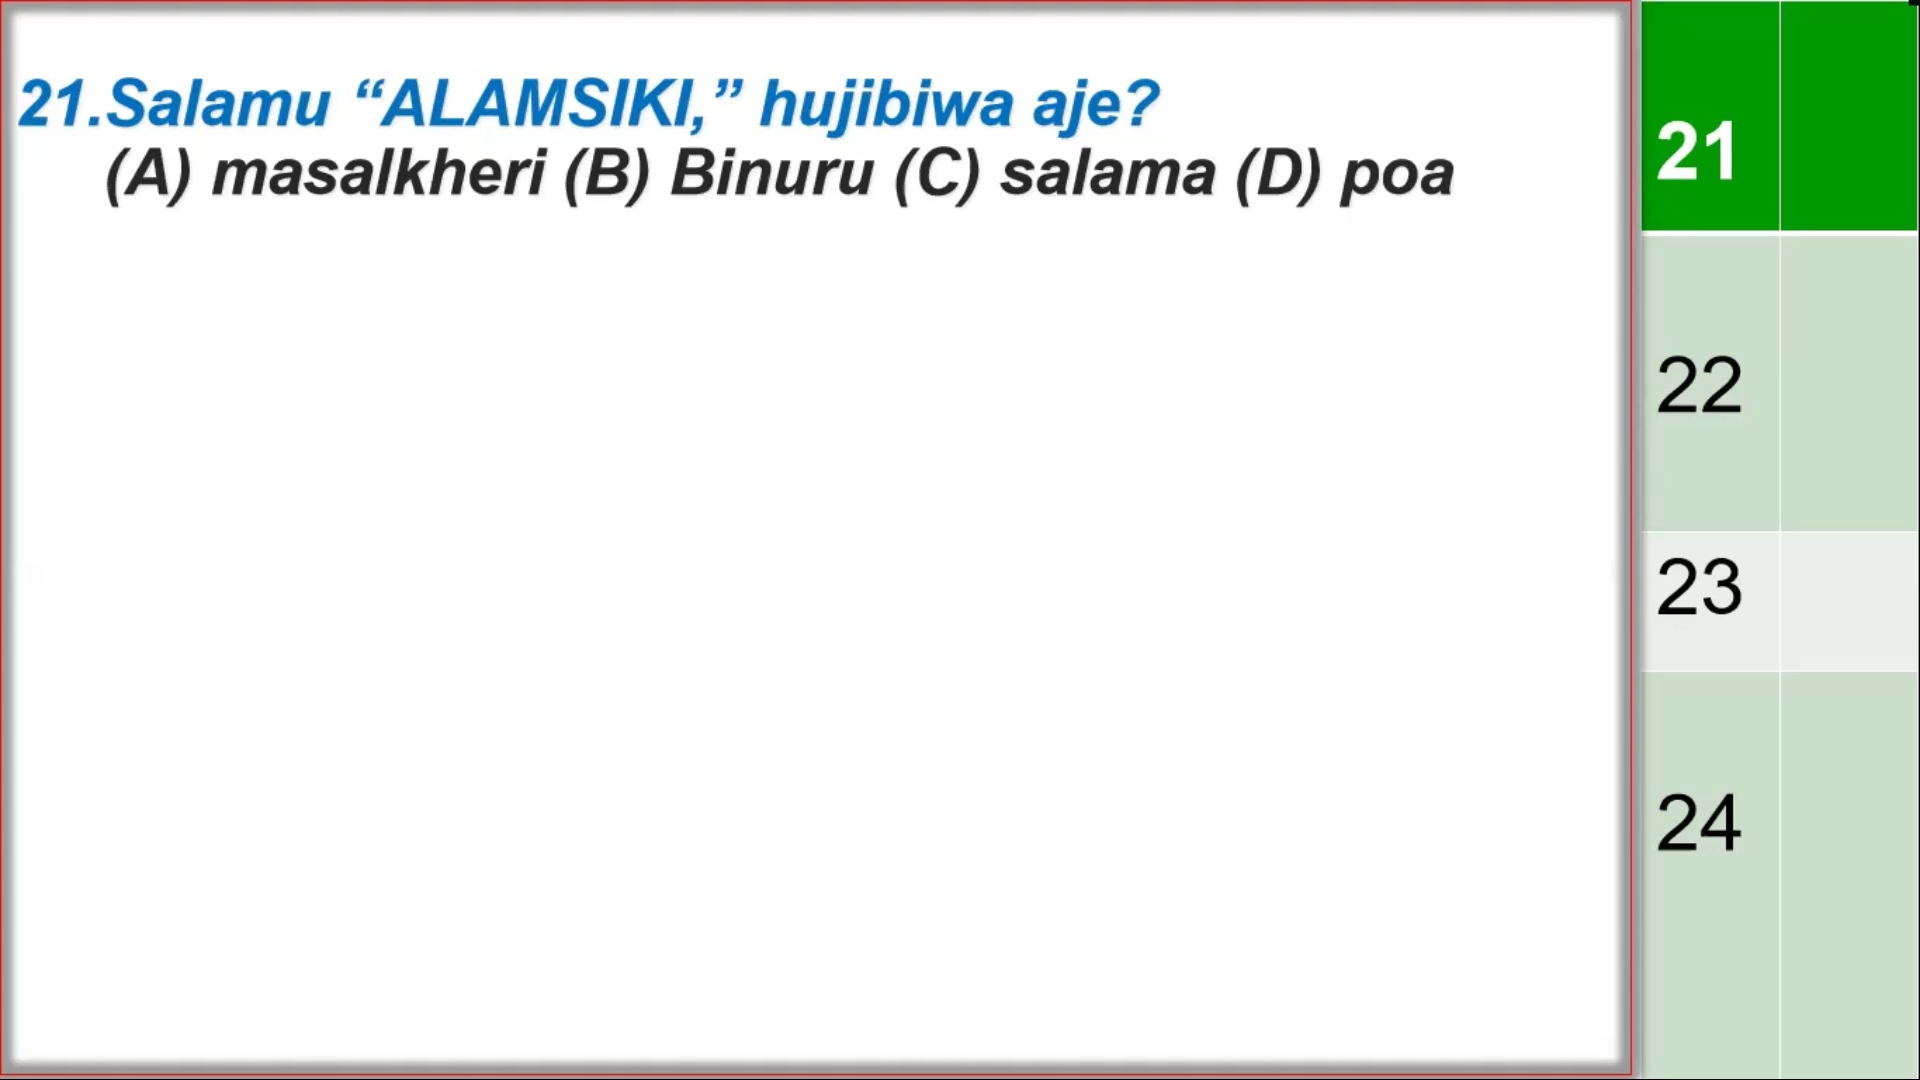 21.Salamu “ALAMSIKI,” hujibiwa aje?
(A) masalkheri (B) Binuru (C) salama (D) poa
21
22
23
24